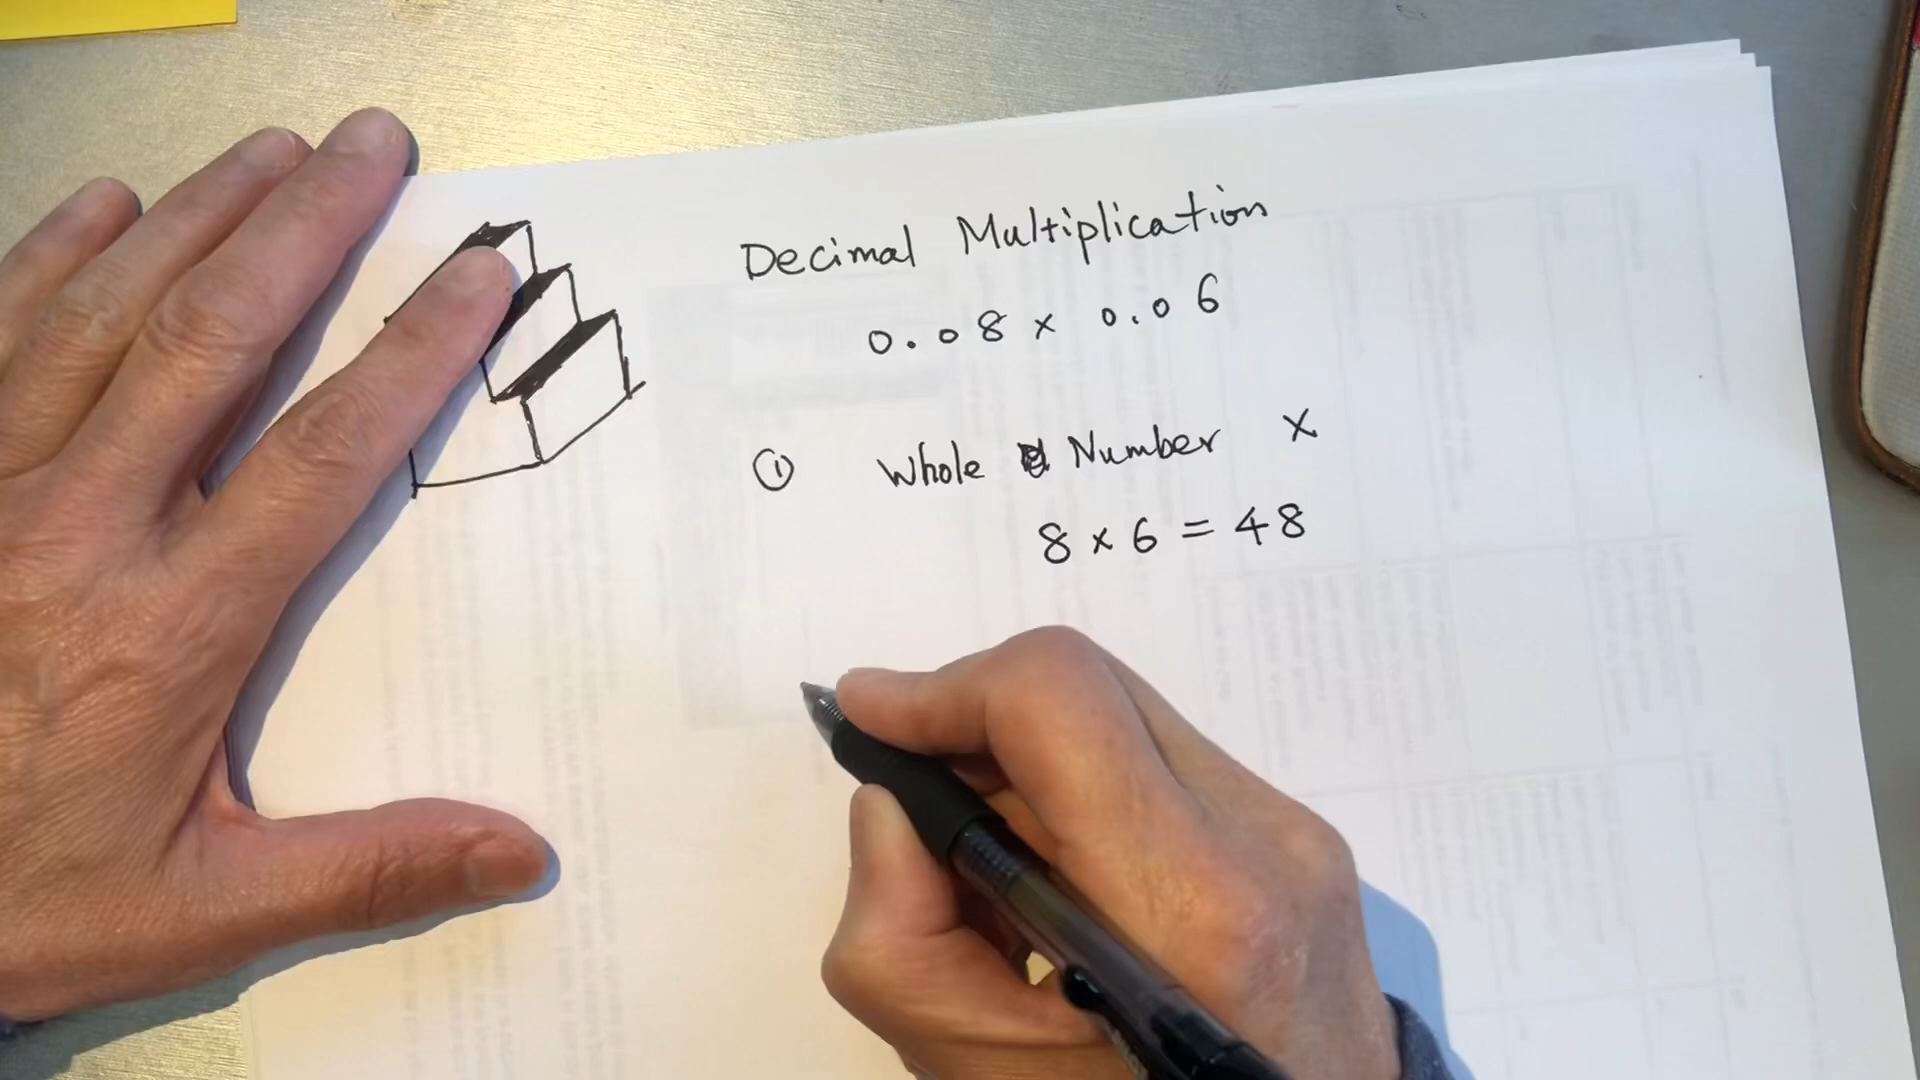 Decimal Multiplication
0.08 x 0.06
① Whole Number x
8 x 6 = 48